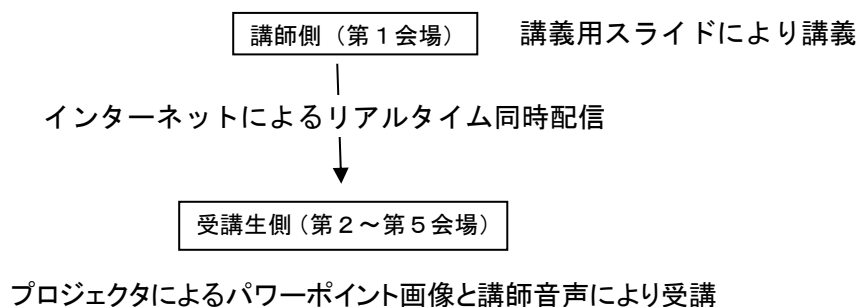 講師側（第１会場） 講義用スライドにより講義
インターネットによるリアルタイム同時配信
受講生側（第２～第５会場）
プロジェクタによるパワーポイント画像と講師音声により受講